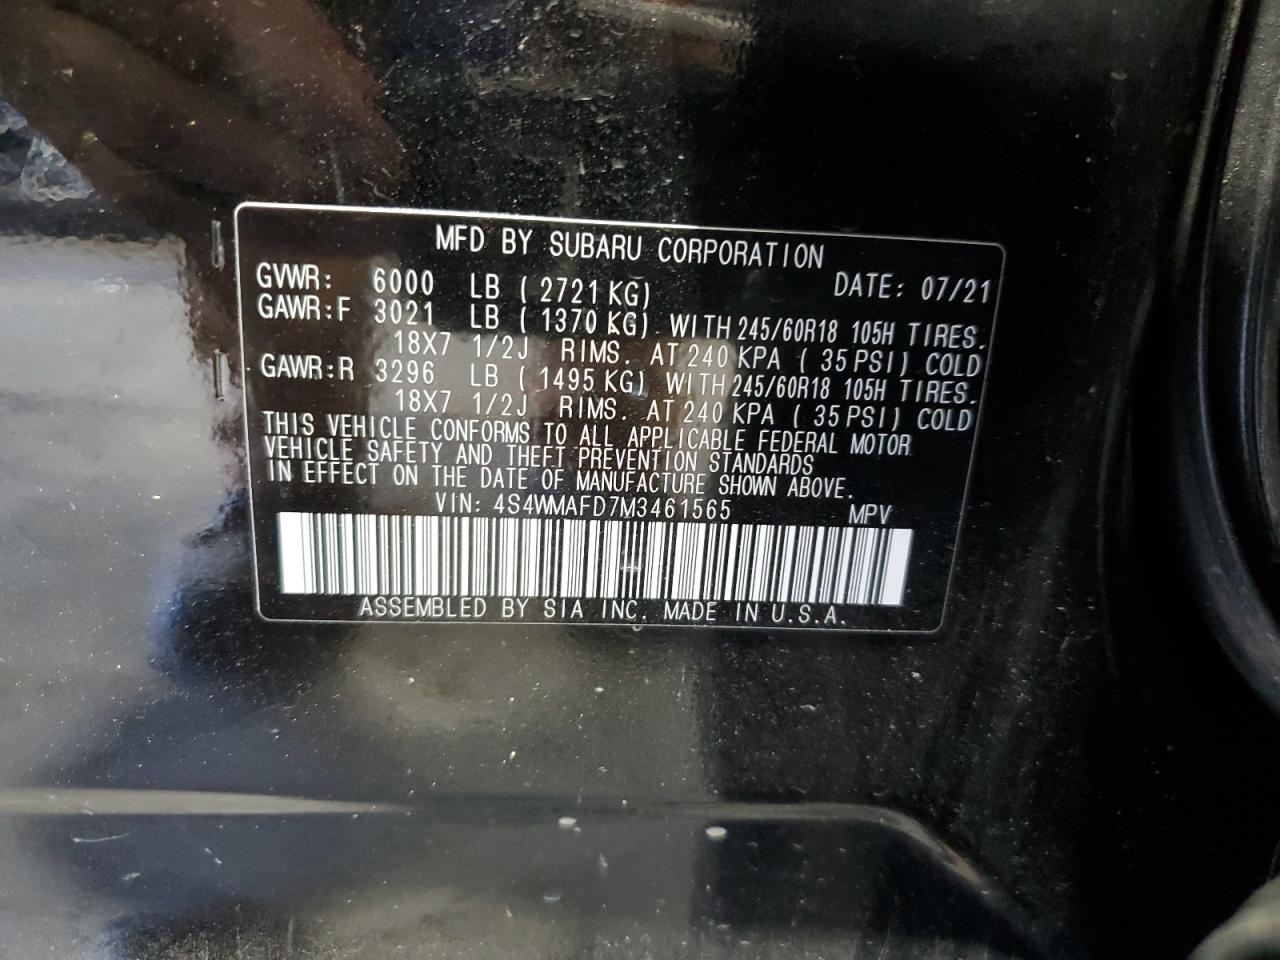 MFD BY SUBARU CORPORATION
GVWR: 6000 LB ( 2721 KG) DATE: 07/21
GAWR:F 3021 LB ( 1370 KG) WITH 245/60R18 105H TIRES.
18X7 1/2J RIMS. AT 240 KPA ( 35 PSI) COLD
GAWR:R 3296 LB ( 1495 KG) WITH 245/60R18 105H TIRES.
18X7 1/2J RIMS. AT 240 KPA ( 35 PSI) COLD
THIS VEHICLE CONFORMS TO ALL APPLICABLE FEDERAL MOTOR
VEHICLE SAFETY AND THEFT PREVENTION STANDARDS
IN EFFECT ON THE DATE OF MANUFACTURE SHOWN ABOVE.
VIN: 4S4WMAFD7M3461565 MPV
ASSEMBLED BY SIA INC. MADE IN U.S.A.